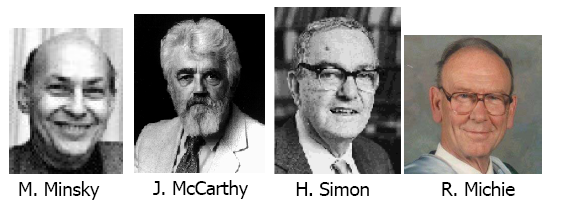 M. Minsky
J. McCarthy
H. Simon
R. Michie